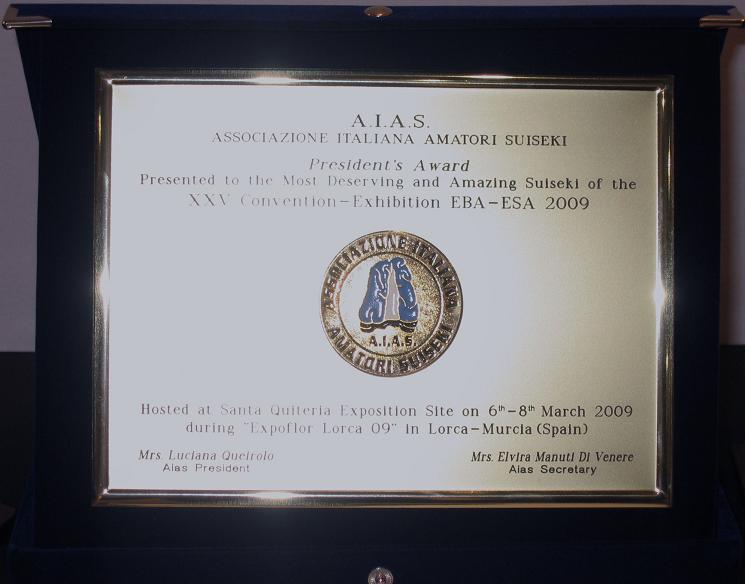 A.I.A.S.
ASSOCIAZIONE ITALIANA AMATORI SUISEKI
President's Award
Presented to the Most Deserving and Amazing Suiseki of the
XXV Convention-Exhibition EBA-ESA 2009
ASSOCIAZIONE ITALIANA
A.I.A.S.
AMATORI SUISEKI
Hosted at Santa Quiteria Exposition Site on 6th-8th March 2009
during "Expoflor Lorca 09" in Lorca-Murcia (Spain)
Mrs. Luciana Queirolo
Aias President
Mrs. Elvira Manuti Di Venere
Aias Secretary